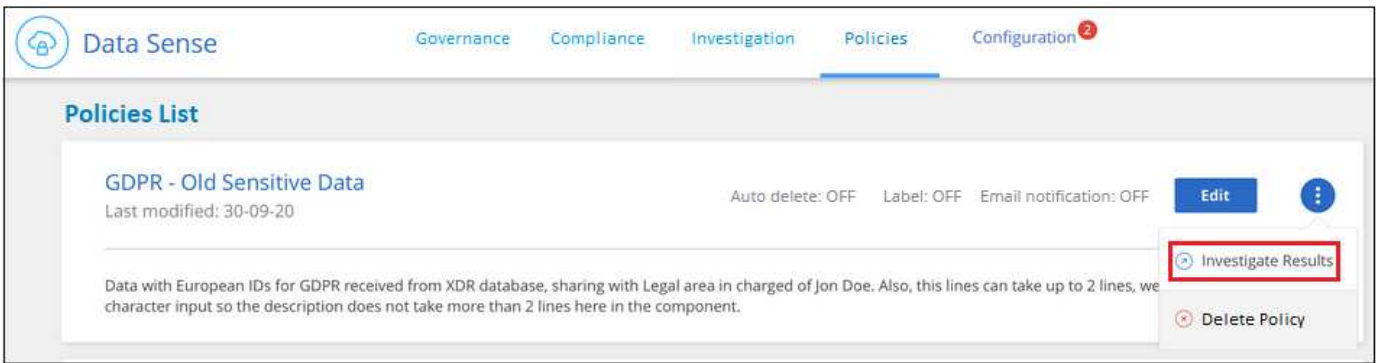 Data Sense
Governance
Compliance
Investigation
Policies
Configuration 2
Policies List
GDPR - Old Sensitive Data
Last modified: 30-09-20
Auto delete: OFF
Label: OFF
Email notification: OFF
Edit
Investigate Results
Data with European IDs for GDPR received from XDR database, sharing with Legal area in charged of Jon Doe. Also, this lines can take up to 2 lines, we
character input so the description does not take more than 2 lines here in the component.
Delete Policy